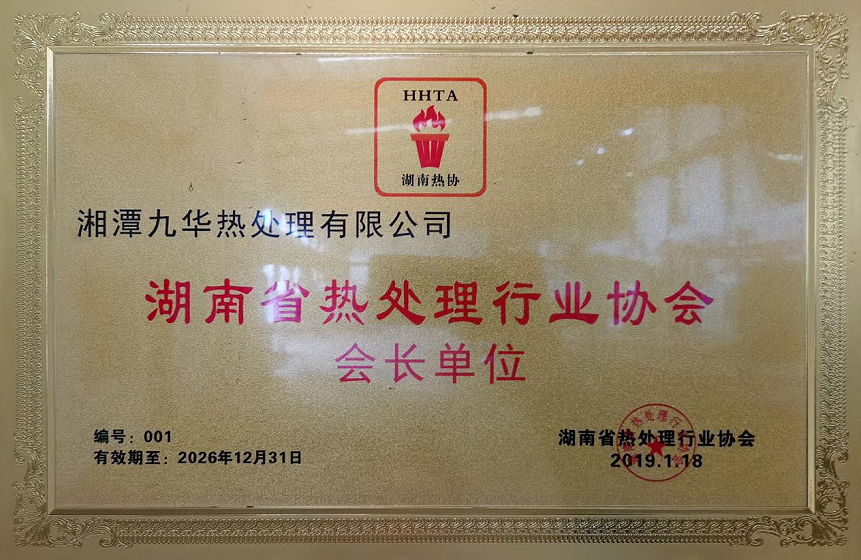 HHTA
湖南热协
湘潭九华热处理有限公司
湖南省热处理行业协会
会长单位
编号：001
有效期至：2026年12月31日
湖南省热处理行业协会
2019.1.18